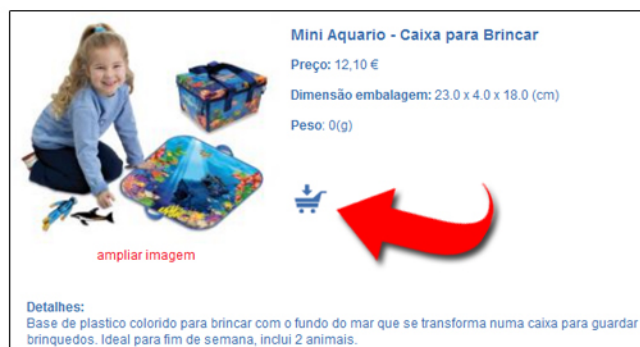 Mini Aquario - Caixa para Brincar
Preço: 12,10 €
Dimensão embalagem: 23.0 x 4.0 x 18.0 (cm)
Peso: 0(g)
ampliar imagem
Detalhes:
Base de plastico colorido para brincar com o fundo do mar que se transforma numa caixa para guardar
brinquedos. Ideal para fim de semana, inclui 2 animais.